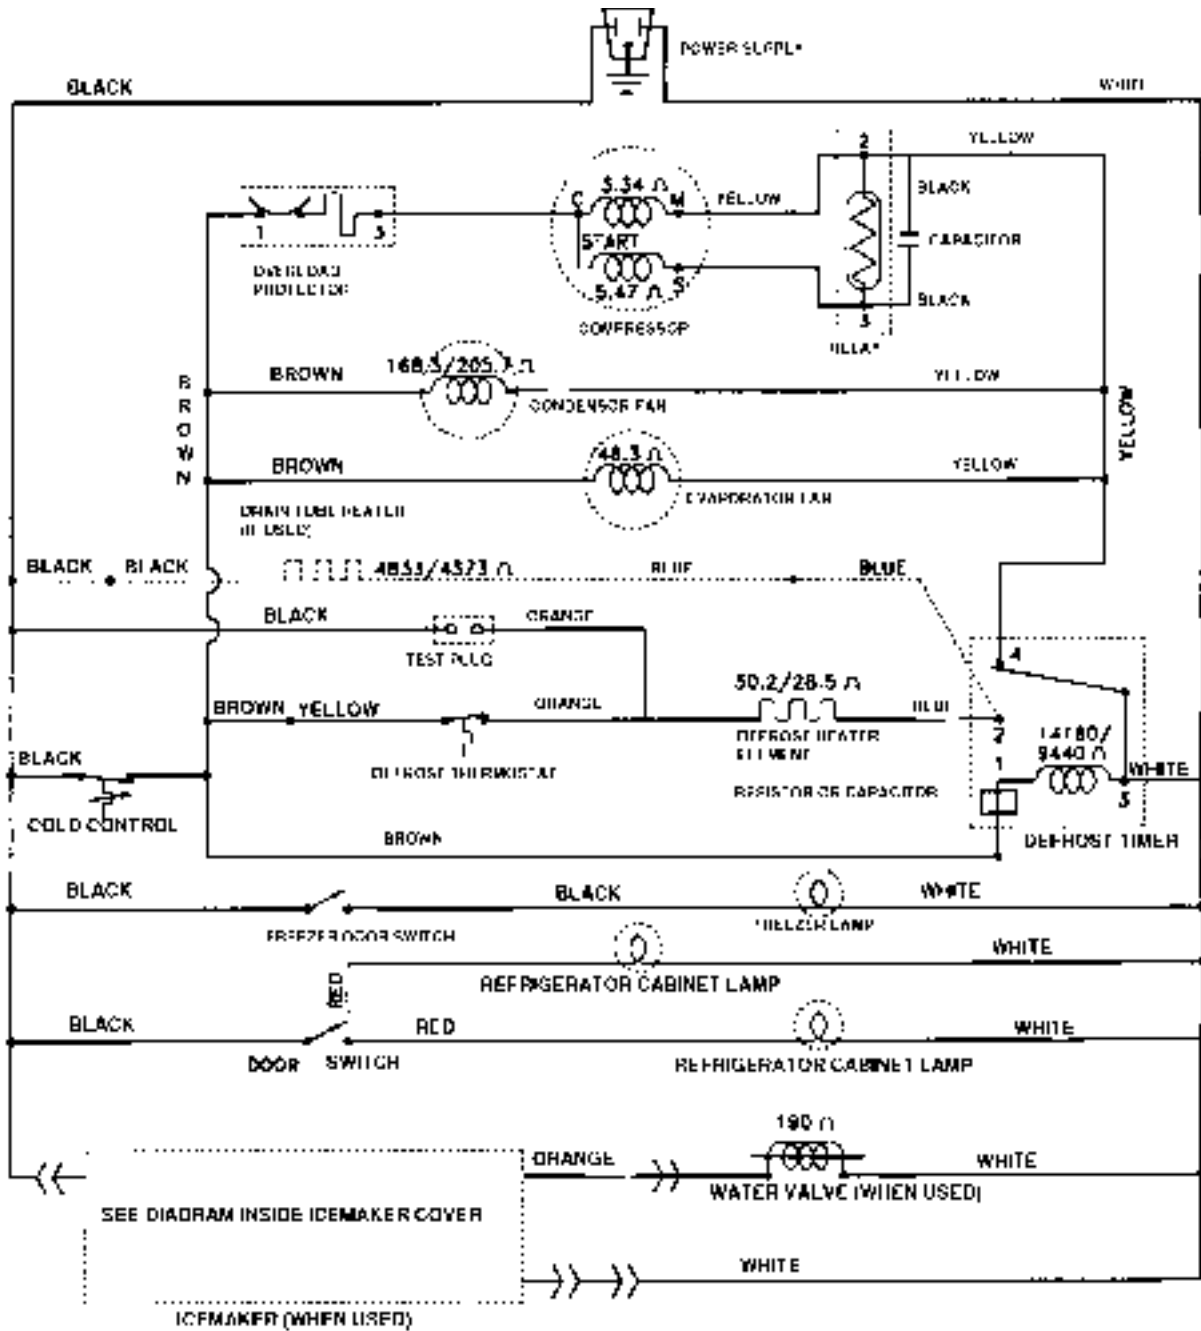 POWER SUPPLY
BLACK
WHITE
2
YELLOW
5.34 Ω
C
M
YELLOW
BLACK
1
3
START
CAPACITOR
OVERLOAD
PROTECTOR
5.47 Ω
S
BLACK
COMPRESSOR
3
RELAY
168.5/205.7 Ω
BROWN
BROWN
YELLOW
CONDENSOR FAN
YELLOW
48.3 Ω
BROWN
YELLOW
EVAPORATOR FAN
DRAIN TUBE HEATER
(IF USED)
BLACK
BLACK
4833/4373 Ω
BLUE
BLUE
BLACK
ORANGE
TEST PLUG
4
50.2/28.5 Ω
BROWN
YELLOW
ORANGE
BLUE
2
DEFROST HEATER
ELEMENT
9440 Ω
BLACK
DEFROST THERMOSTAT
1
WHITE
RESISTOR OR CAPACITOR
3
COLD CONTROL
BROWN
DEFROST TIMER
BLACK
BLACK
WHITE
FREEZER DOOR SWITCH
FREEZER LAMP
WHITE
RED
REFRIGERATOR CABINET LAMP
BLACK
RED
WHITE
DOOR SWITCH
REFRIGERATOR CABINET LAMP
190 Ω
ORANGE
WHITE
WATER VALVE (WHEN USED)
SEE DIAGRAM INSIDE ICEMAKER COVER
WHITE
ICEMAKER (WHEN USED)